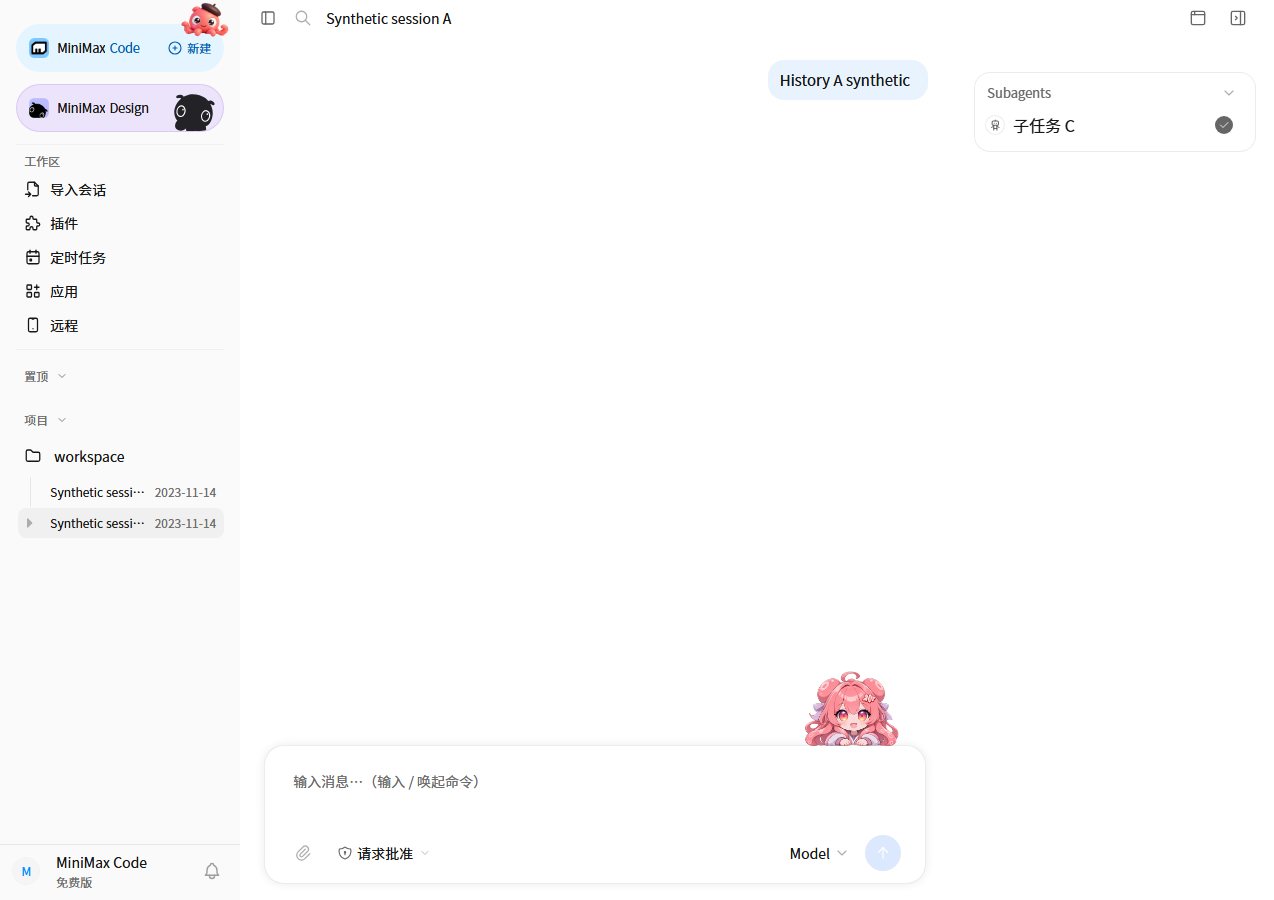 MiniMax Code
新建
MiniMax Design
工作区
导入会话
插件
定时任务
应用
远程
置顶
项目
workspace
Synthetic sessi··· 2023-11-14
Synthetic sessi··· 2023-11-14
M
MiniMax Code
免费版
Synthetic session A
History A synthetic
Subagents
子任务 C
输入消息···（输入 / 唤起命令）
请求批准
Model